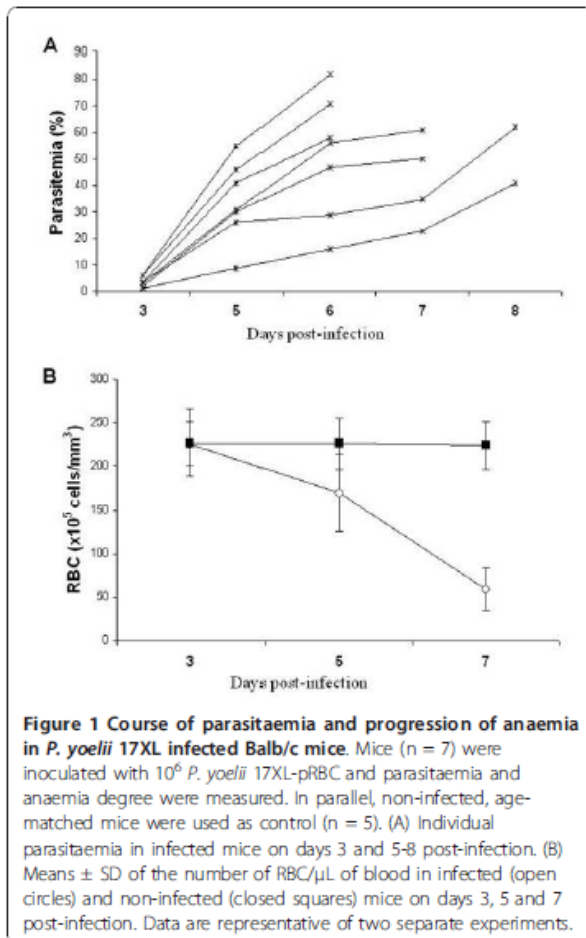 A
Parasitemia (%)
90
80
70
60
50
40
30
20
10
0
3 5 6 7 8
Days post-infection
B
RBC (x10⁵ cells/mm³)
300
250
200
150
100
50
0
3 5 7
Days post-infection
Figure 1 Course of parasitaemia and progression of anaemia
in P. yoelii 17XL infected Balb/c mice. Mice (n = 7) were
inoculated with 10⁶ P. yoelii 17XL-pRBC and parasitaemia and
anaemia degree were measured. In parallel, non-infected, age-
matched mice were used as control (n = 5). (A) Individual
parasitaemia in infected mice on days 3 and 5-8 post-infection. (B)
Means ± SD of the number of RBC/μL of blood in infected (open
circles) and non-infected (closed squares) mice on days 3, 5 and 7
post-infection. Data are representative of two separate experiments.